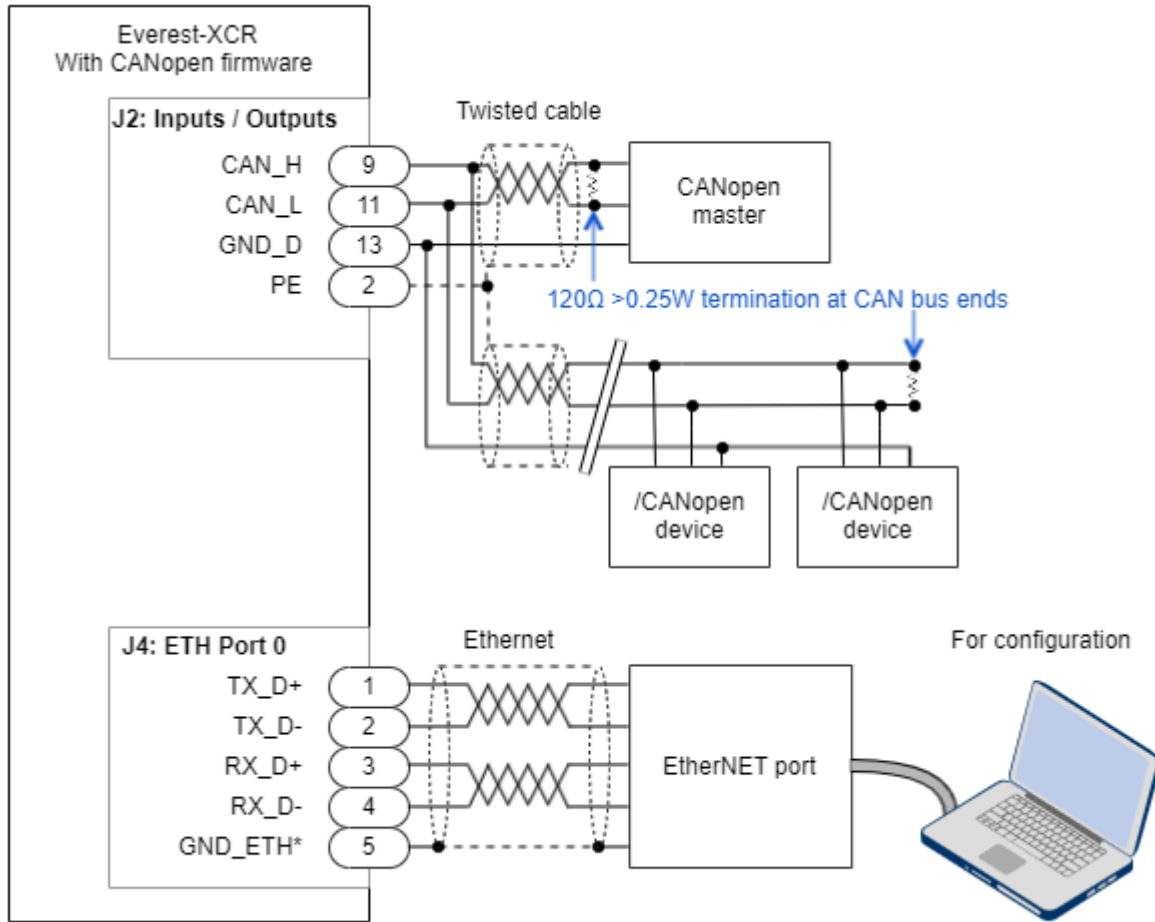 Everest-XCR
With CANopen firmware
J2: Inputs / Outputs
Twisted cable
CAN_H 9
CAN_L 11
GND_D 13
PE 2
CANopen
master
120Ω >0.25W termination at CAN bus ends
/CANopen
device
/CANopen
device
J4: ETH Port 0
Ethernet
For configuration
TX_D+ 1
TX_D- 2
RX_D+ 3
RX_D- 4
GND_ETH* 5
EtherNET port